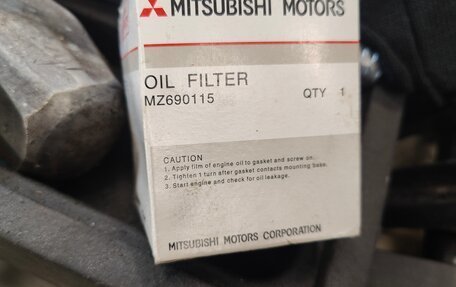 MITSUBISHI MOTORS
OIL FILTER
MZ690115 QTY 1
CAUTION
1. Apply film of engine oil to gasket and screw on.
2. Tighten 1 turn after gasket contacts mounting base.
3. Start engine and check for oil leakage.
MITSUBISHI MOTORS CORPORATION